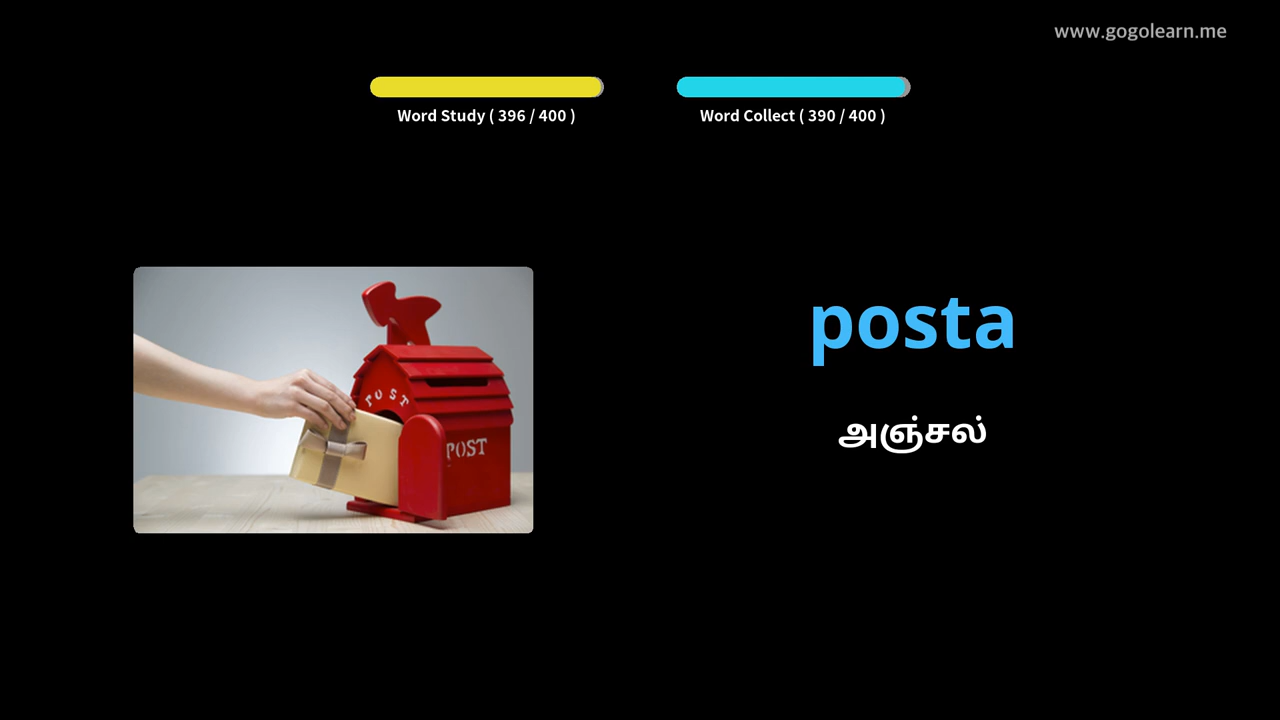 www.gogolearn.me
Word Study ( 396 / 400 )
Word Collect ( 390 / 400 )
POST
POST
posta
அஞ்சல்